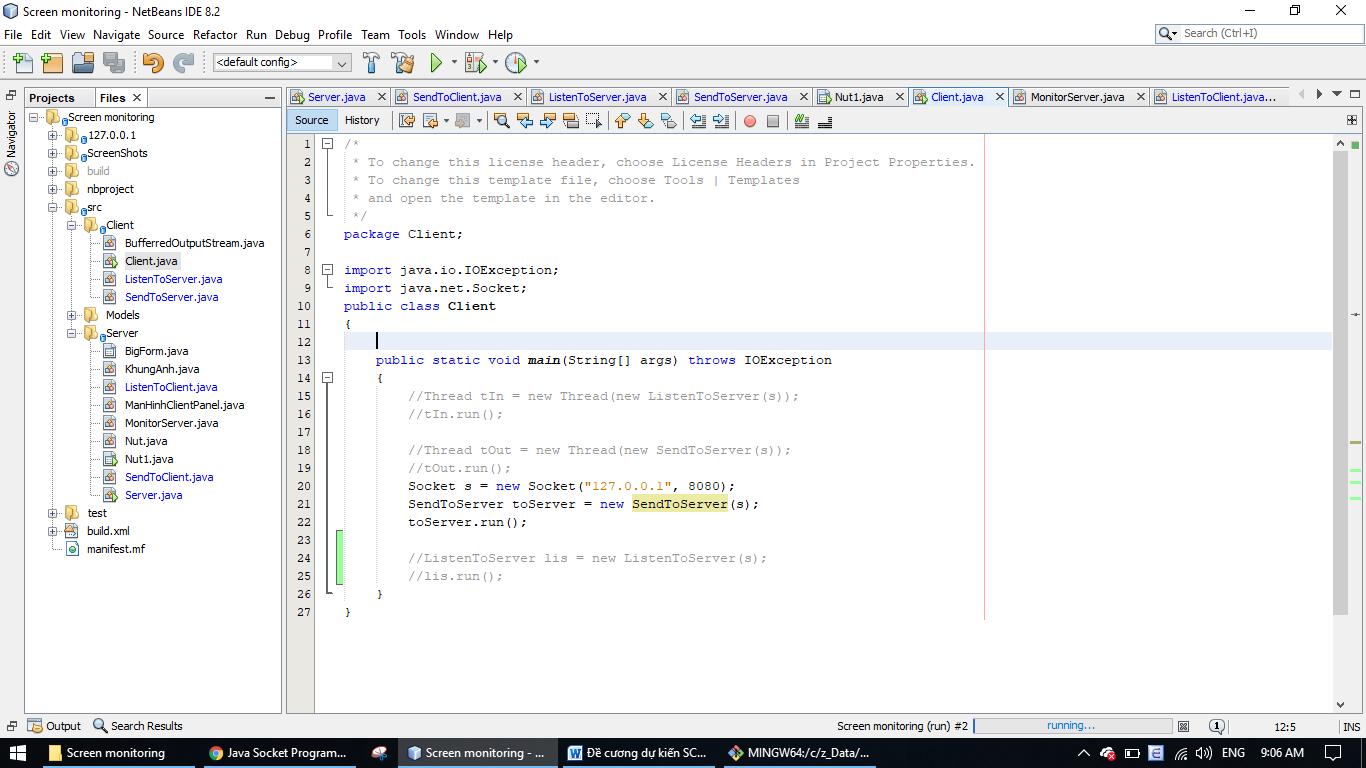 Screen monitoring - NetBeans IDE 8.2
File Edit View Navigate Source Refactor Run Debug Profile Team Tools Window Help
Search (Ctrl+I)
<default config>
Projects Files
Server.java SendToClient.java ListenToServer.java SendToServer.java Nut1.java Client.java MonitorServer.java ListenToClient.java...
Source History
Navigator
Screen monitoring
127.0.0.1
ScreenShots
build
nbproject
src
Client
BufferredOutputStream.java
Client.java
ListenToServer.java
SendToServer.java
Models
Server
BigForm.java
KhungAnh.java
ListenToClient.java
ManHinhClientPanel.java
MonitorServer.java
Nut.java
Nut1.java
SendToClient.java
Server.java
test
build.xml
manifest.mf
1 /*
2 * To change this license header, choose License Headers in Project Properties.
3 * To change this template file, choose Tools | Templates
4 * and open the template in the editor.
5 */
6 package Client;
7
8 import java.io.IOException;
9 import java.net.Socket;
10 public class Client
11 {
12
13 public static void main(String[] args) throws IOException
14 {
15 //Thread tIn = new Thread(new ListenToServer(s));
16 //tIn.run();
17
18 //Thread tOut = new Thread(new SendToServer(s));
19 //tOut.run();
20 Socket s = new Socket("127.0.0.1", 8080);
21 SendToServer toServer = new SendToServer(s);
22 toServer.run();
23
24 //ListenToServer lis = new ListenToServer(s);
25 //lis.run();
26 }
27 }
Output Search Results
Screen monitoring (run) #2 running... 1 12:5 INS
Screen monitoring Java Socket Program... Screen monitoring - ... Đề cương dự kiến SC... MINGW64:/c/z_Data/... ENG 9:06 AM